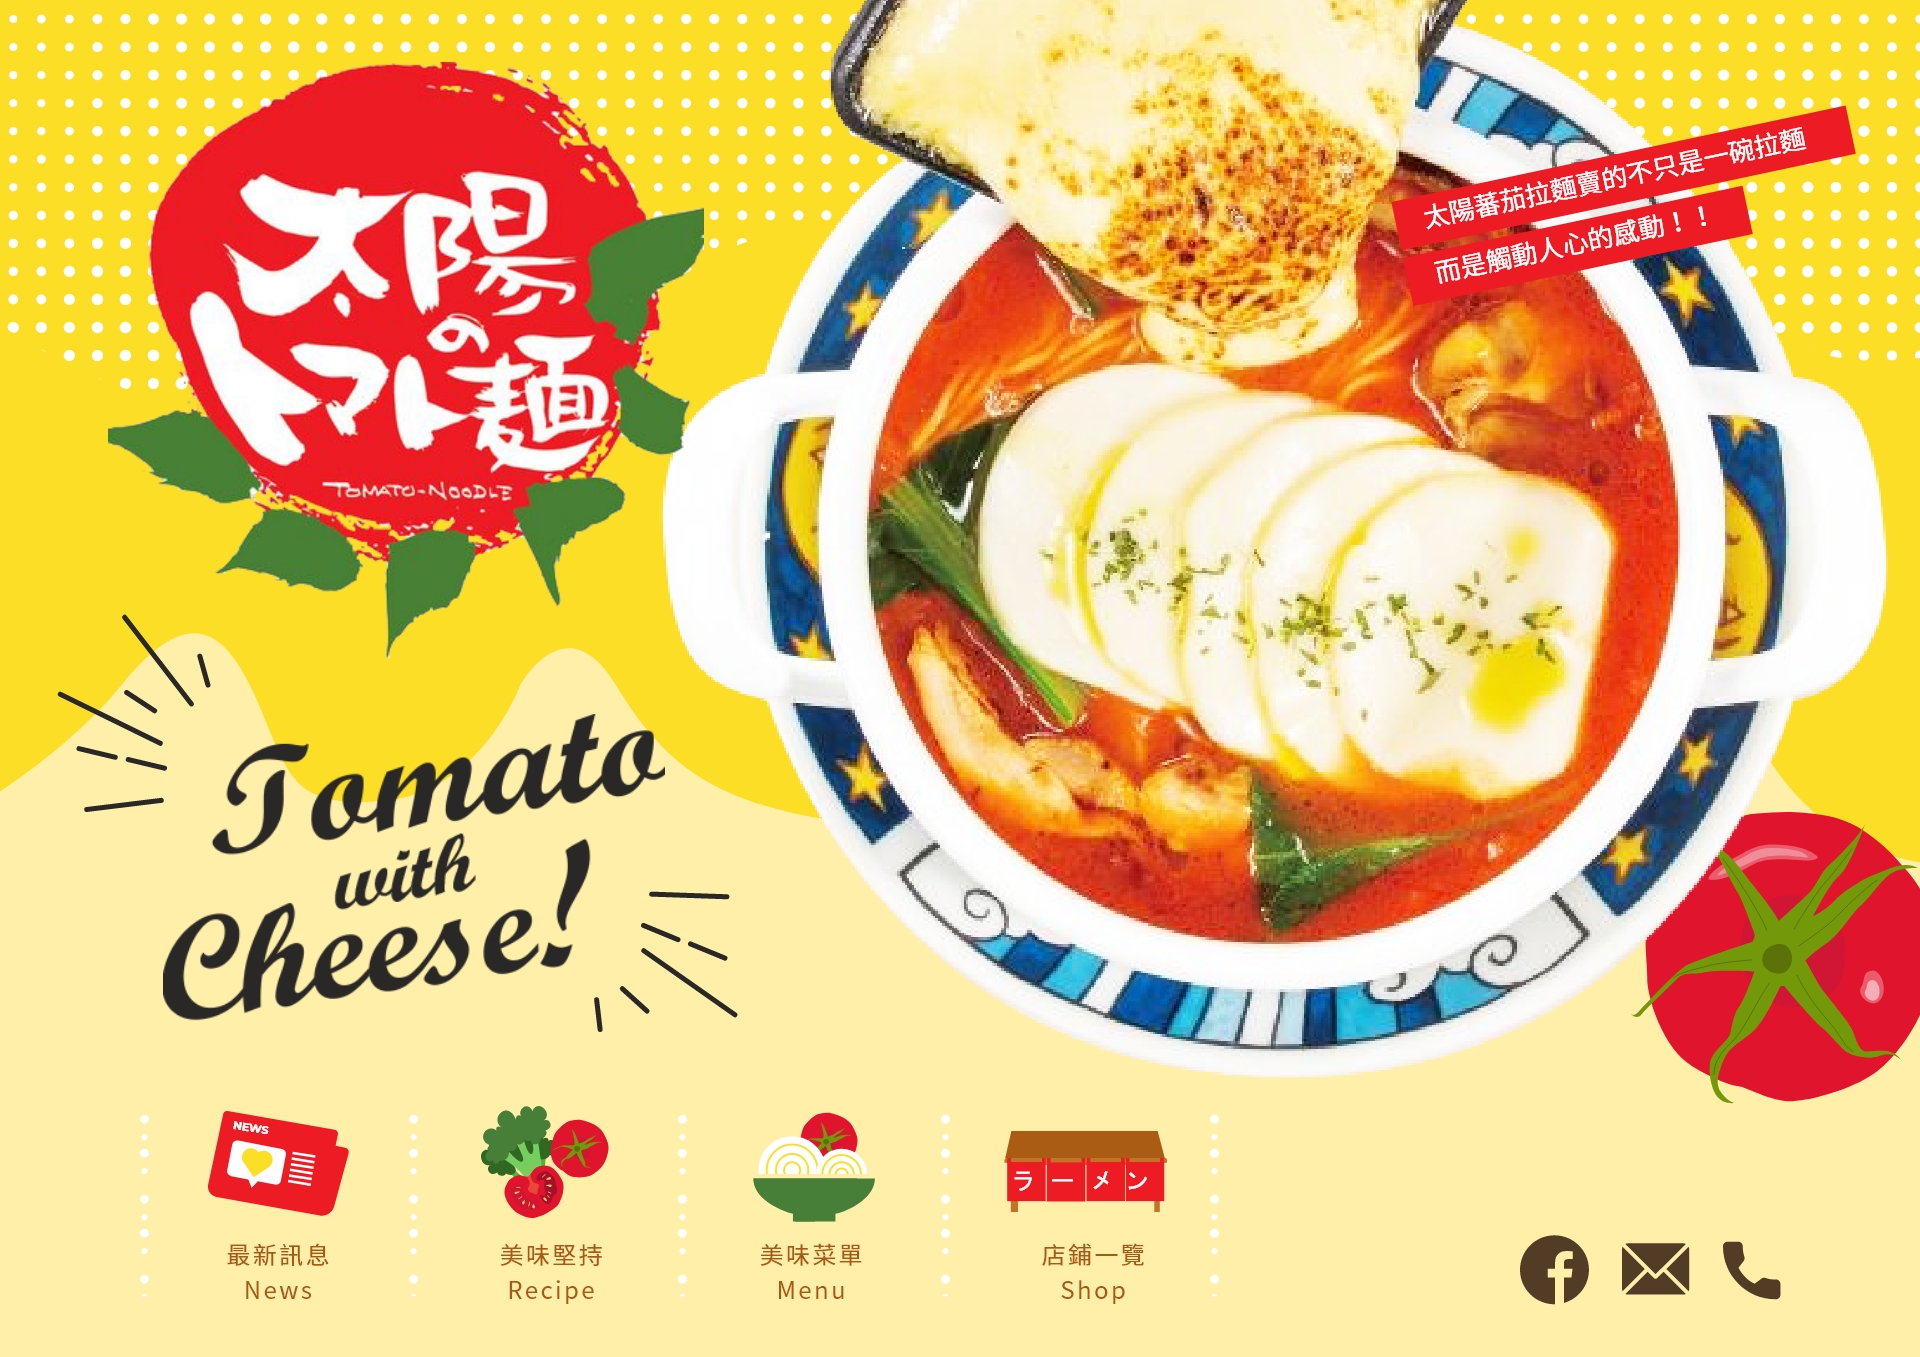 太陽
の
トマト麺
TOMATO-NOODLE
太陽蕃茄拉麵賣的不只是一碗拉麵
而是觸動人心的感動！！
Tomato
with
Cheese!
NEWS
ラーメン
最新訊息
News
美味堅持
Recipe
美味菜單
Menu
店鋪一覽
Shop